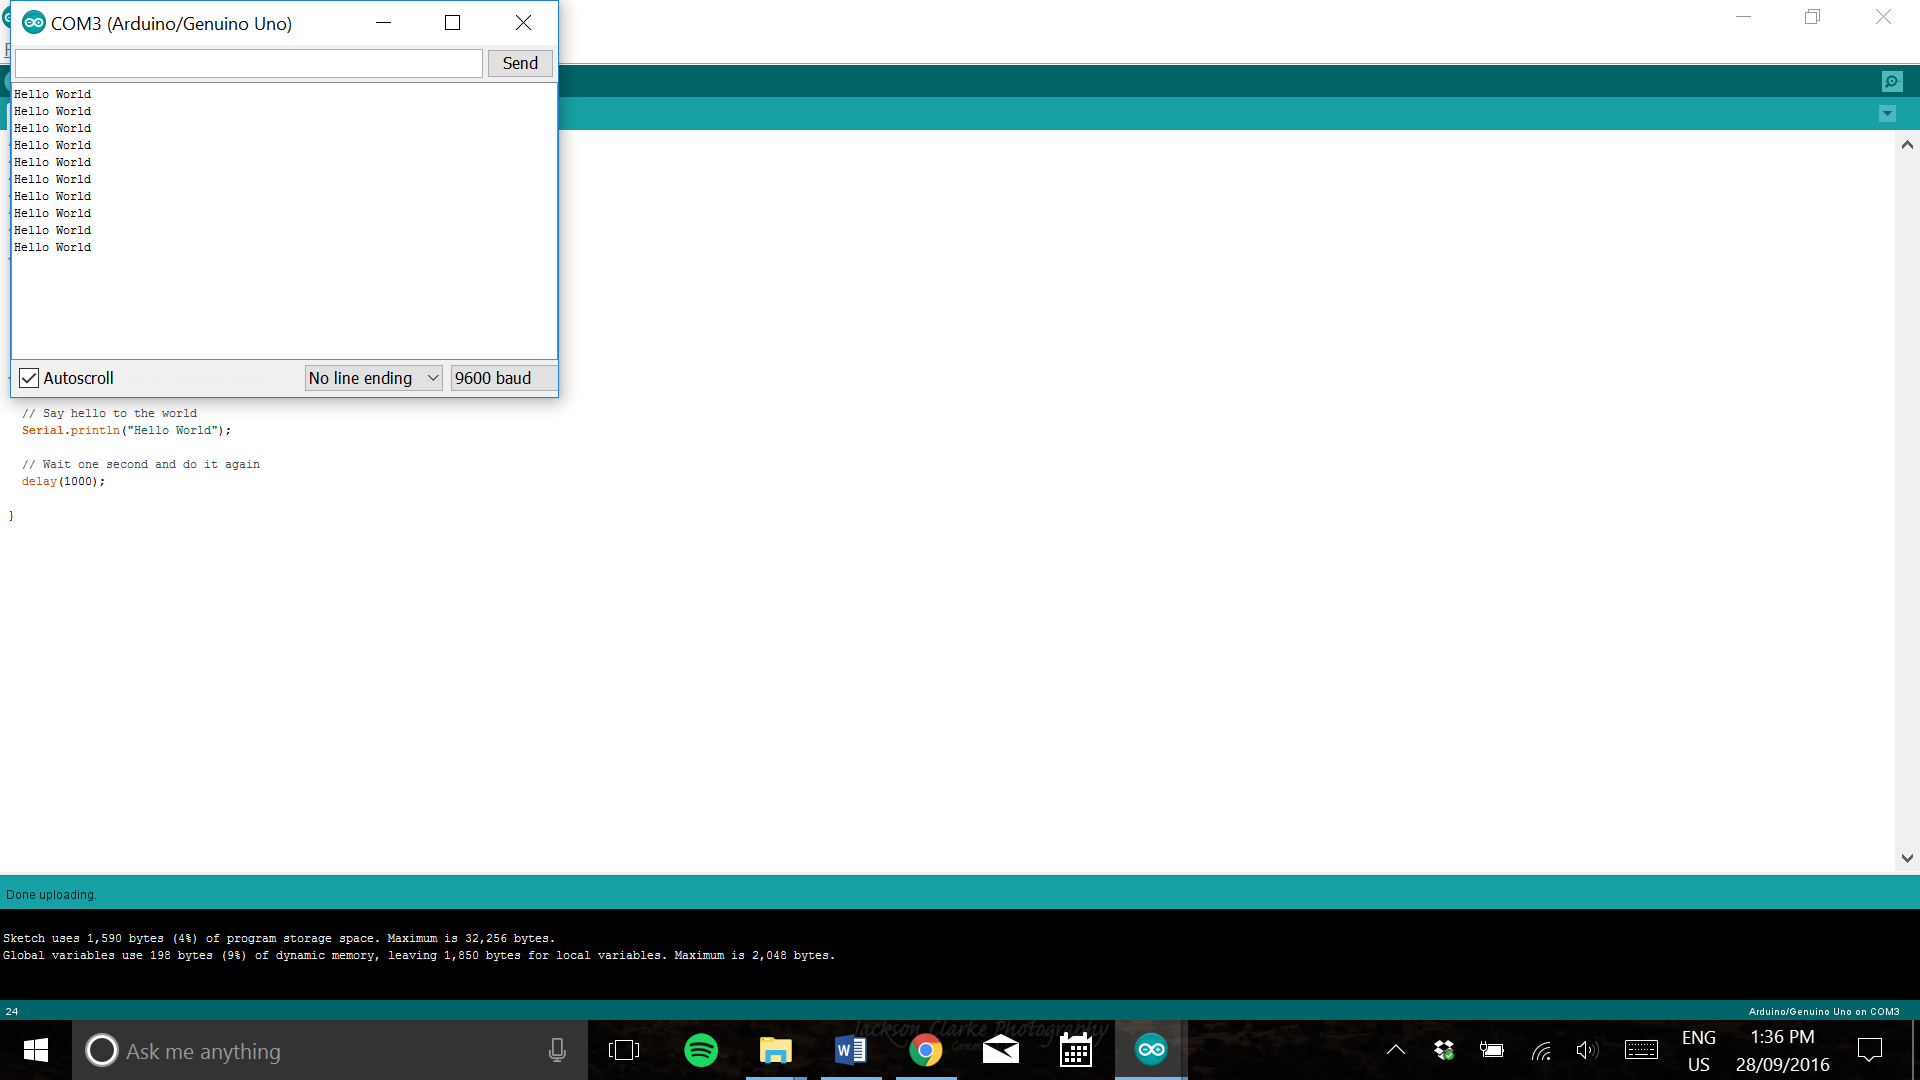 COM3 (Arduino/Genuino Uno)
Send
Hello World
Hello World
Hello World
Hello World
Hello World
Hello World
Hello World
Hello World
Hello World
Hello World
Autoscroll
No line ending
9600 baud
// Say hello to the world
Serial.println("Hello World");
// Wait one second and do it again
delay(1000);
}
Done uploading.
Sketch uses 1,590 bytes (4%) of program storage space. Maximum is 32,256 bytes.
Global variables use 198 bytes (9%) of dynamic memory, leaving 1,850 bytes for local variables. Maximum is 2,048 bytes.
24
Arduino/Genuino Uno on COM3
Jackson Clarke Photography
Ask me anything
ENG
US
1:36 PM
28/09/2016